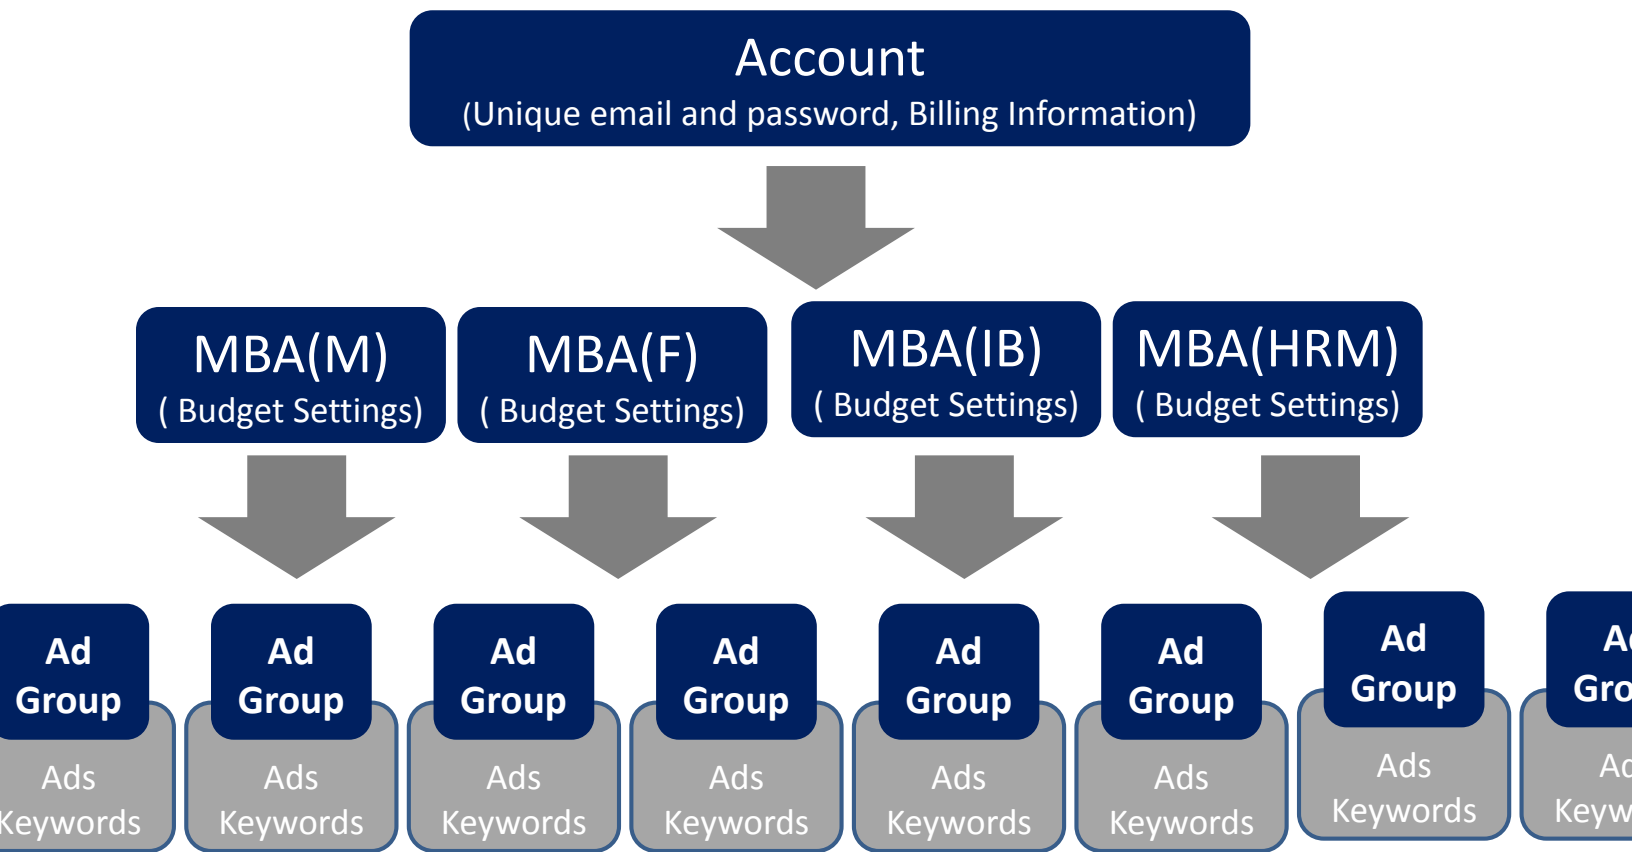 Account
(Unique email and password, Billing Information)
MBA(M)
( Budget Settings)
MBA(F)
( Budget Settings)
MBA(IB)
( Budget Settings)
MBA(HRM)
( Budget Settings)
Ad
Group
Ads
Keywords
Ad
Group
Ads
Keywords
Ad
Group
Ads
Keywords
Ad
Group
Ads
Keywords
Ad
Group
Ads
Keywords
Ad
Group
Ads
Keywords
Ad
Group
Ads
Keywords